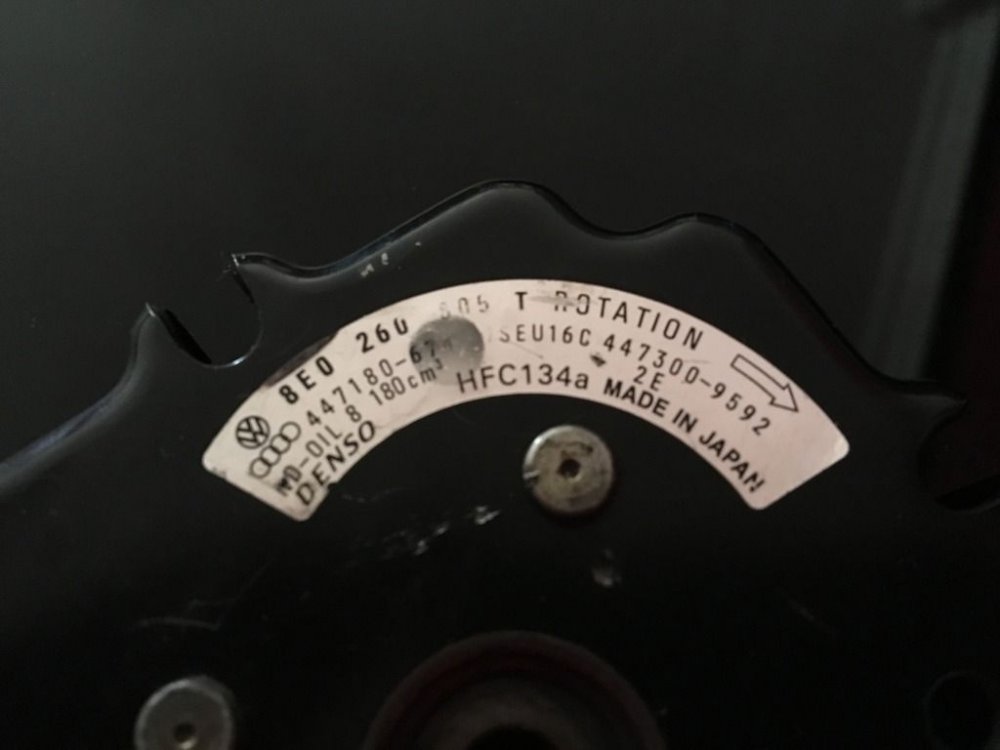 8E0 260 805 T ROTATION
447180-67 SEU16C 447300-9592
ND-OIL 8 180cm³ HFC134a 2E
DENSO MADE IN JAPAN